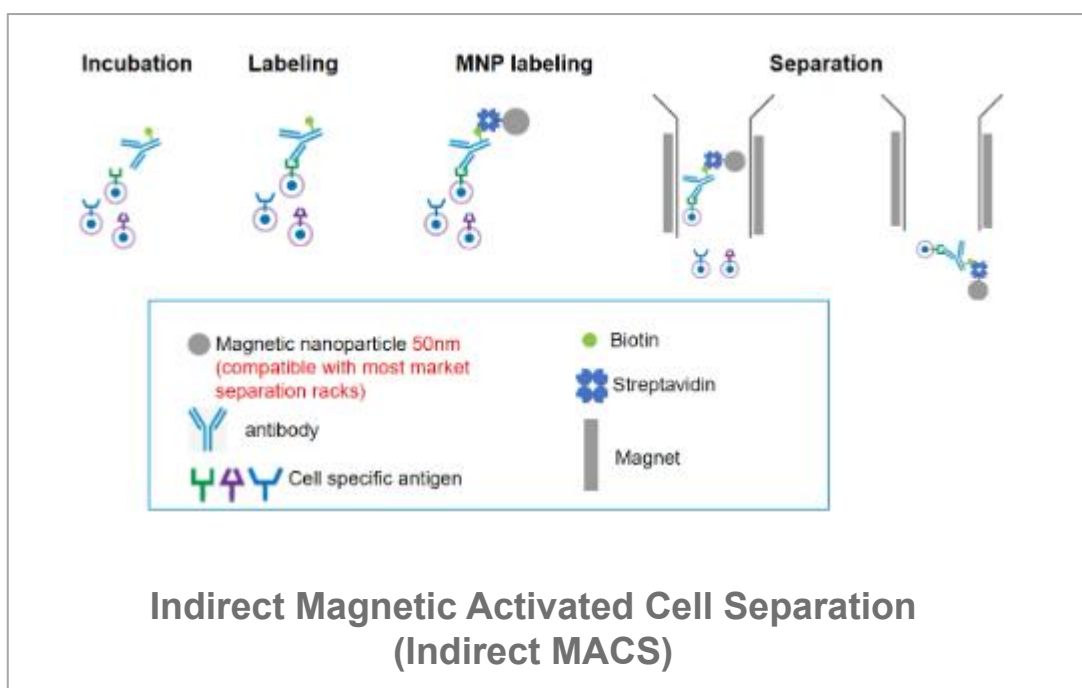 Incubation
Labeling
MNP labeling
Separation
Magnetic nanoparticle 50nm
(compatible with most market
separation racks)
antibody
Cell specific antigen
Biotin
Streptavidin
Magnet
Indirect Magnetic Activated Cell Separation
(Indirect MACS)